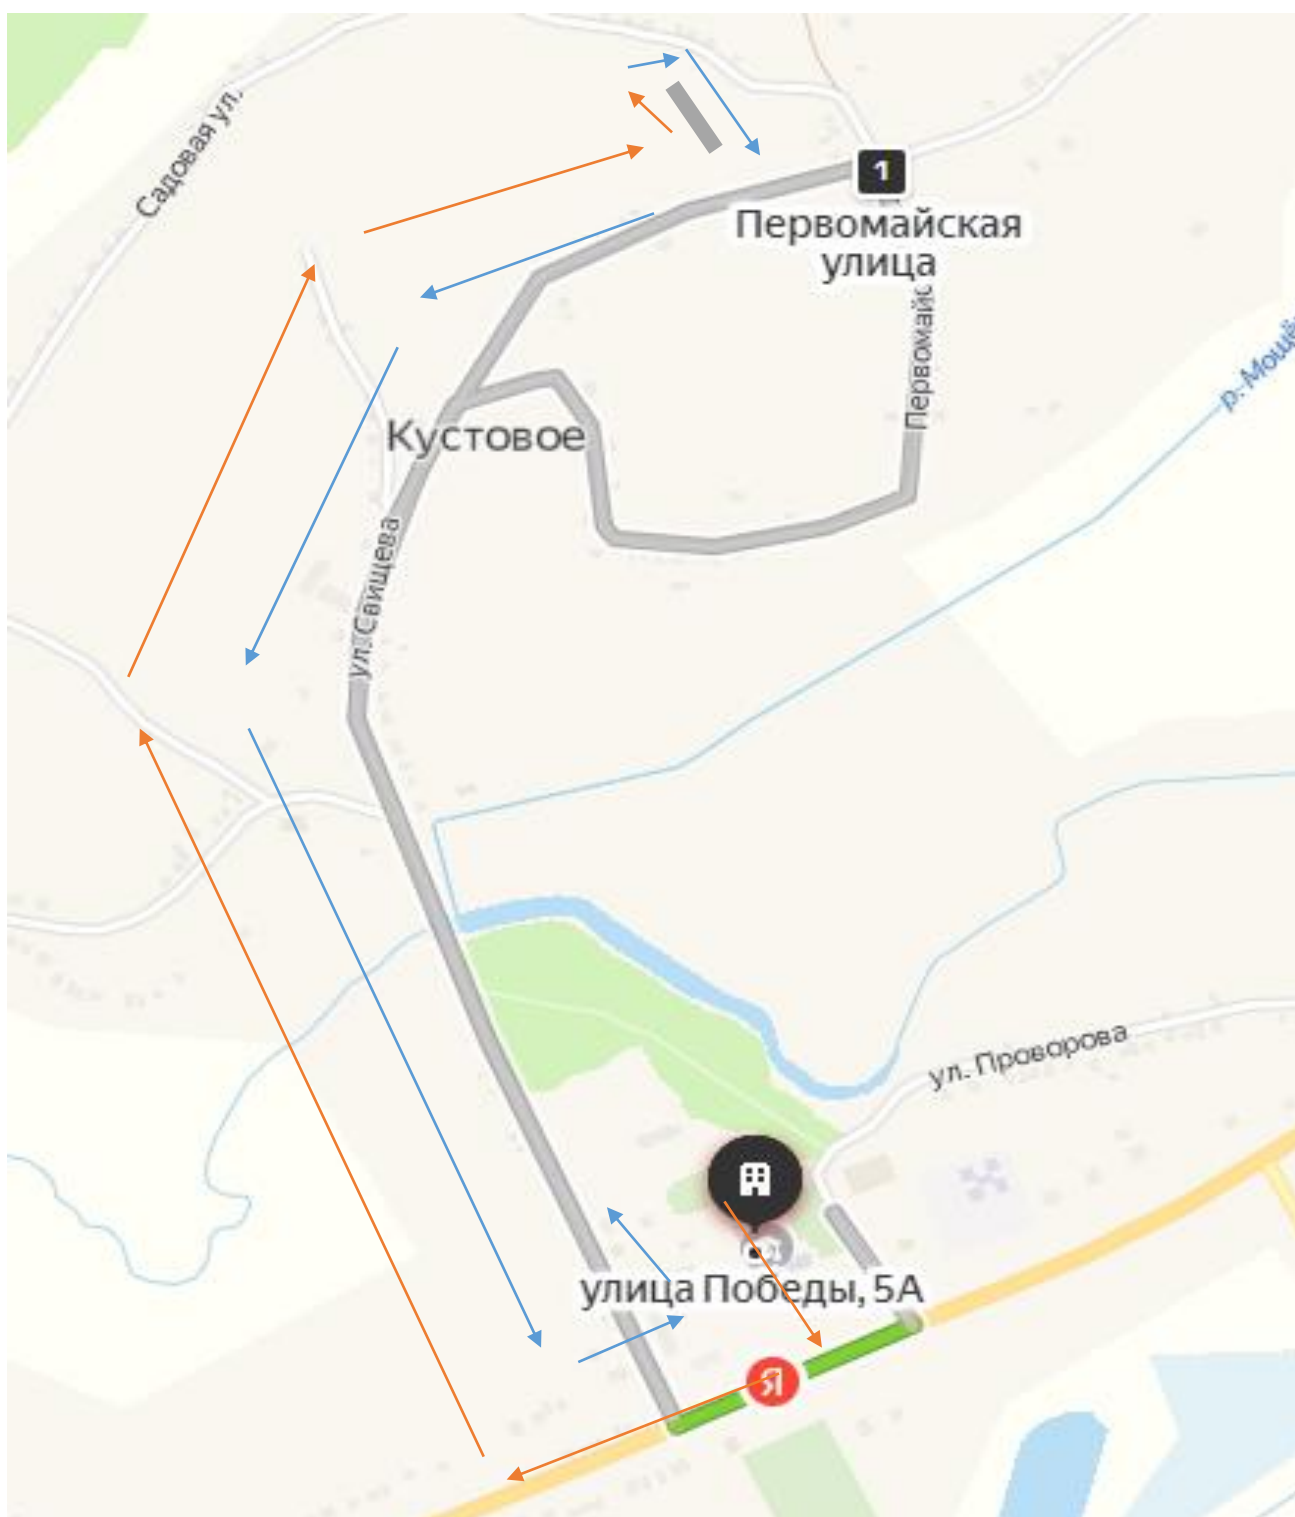 Садовая ул.
1
Первомайская
улица
Первомайс
р. Мощё
Кустовое
ул. Свищева
ул. Проворова
улица Победы, 5А
Я